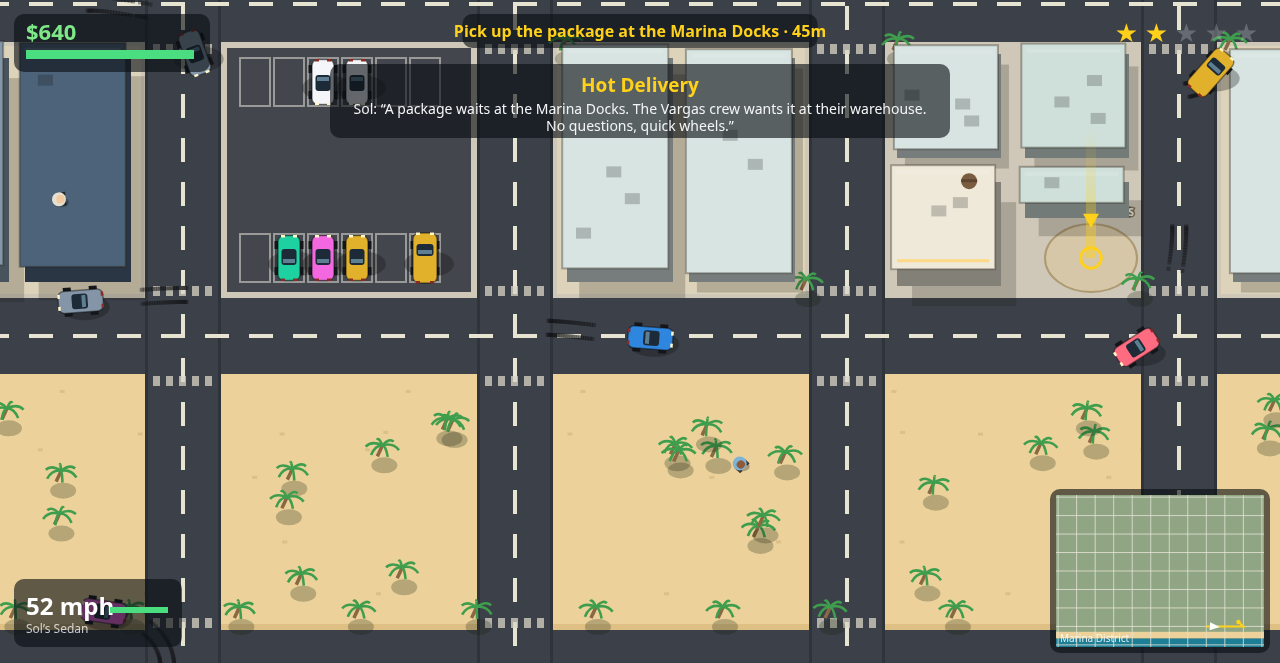 $640
Pick up the package at the Marina Docks · 45m
Hot Delivery
Sol: “A package waits at the Marina Docks. The Vargas crew wants it at their warehouse.
No questions, quick wheels.”
52 mph
Sol's Sedan
Marina District